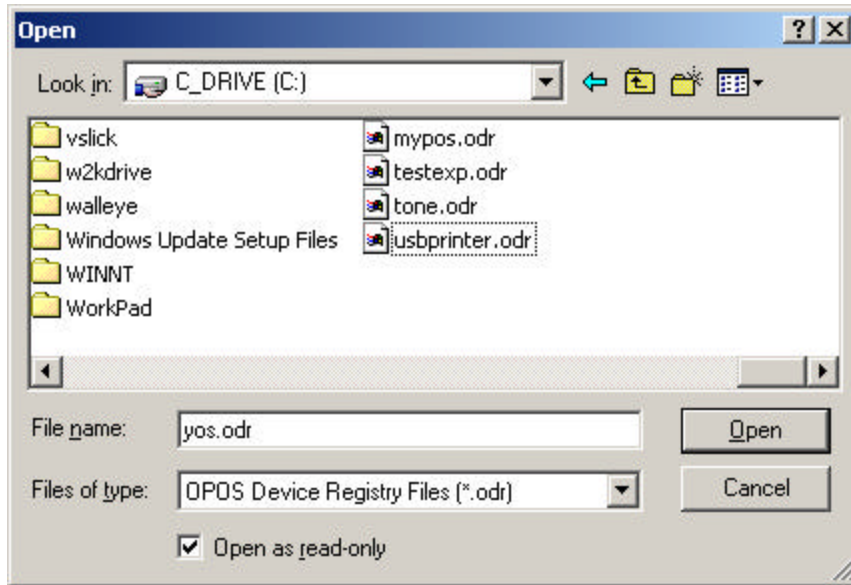 Open
Look in: C_DRIVE (C:)
vslick
w2kdrive
walleye
Windows Update Setup Files
WINNT
WorkPad
mypos.odr
testexp.odr
tone.odr
usbprinter.odr
File name: yos.odr Open
Files of type: OPOS Device Registry Files (*.odr) Cancel
Open as read-only